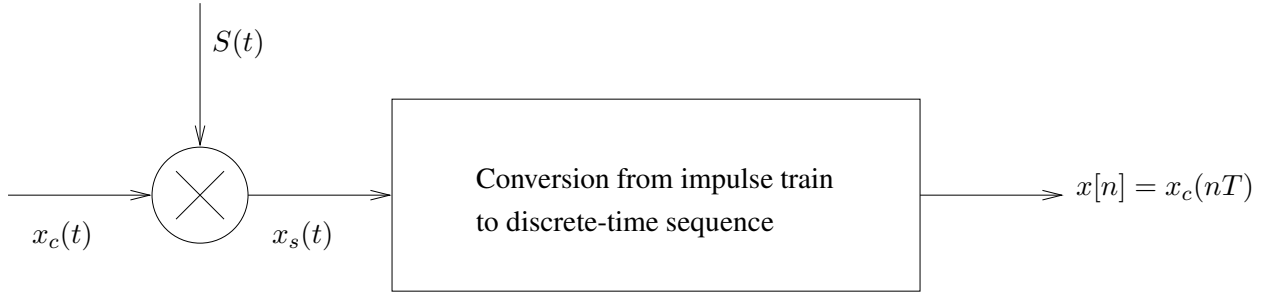 S(t)
Conversion from impulse train
to discrete-time sequence
x[n] = x_c(nT)
x_c(t)
x_s(t)